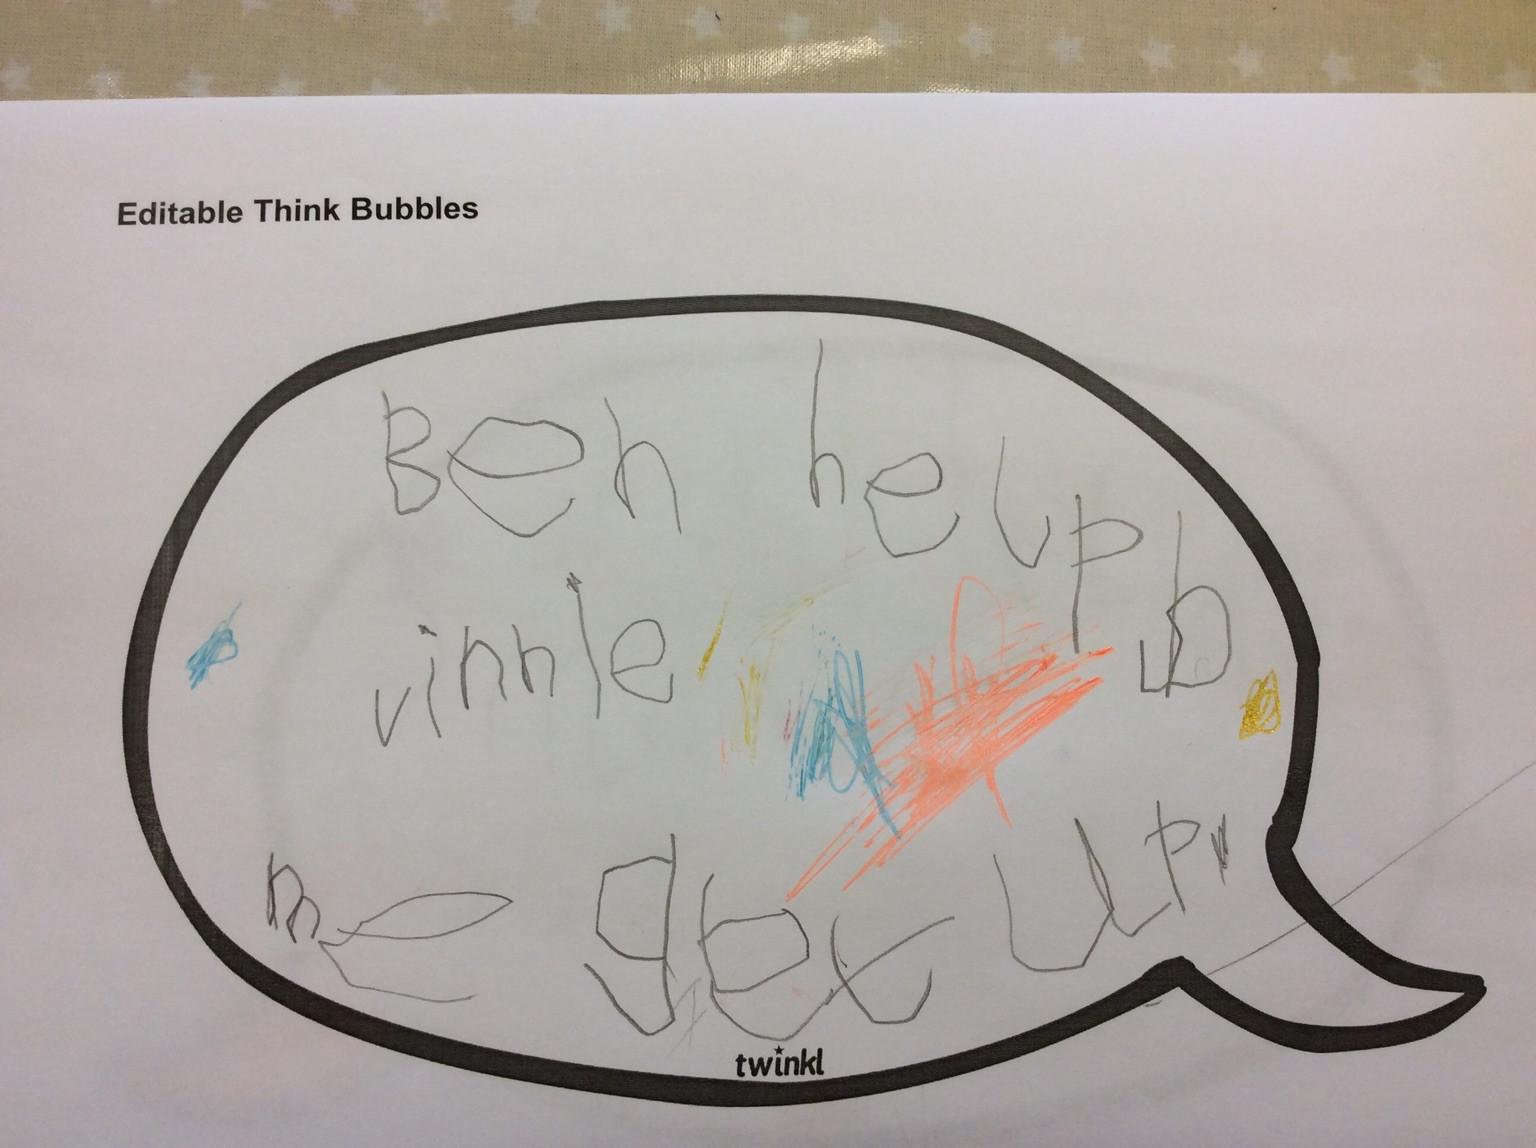 Editable Think Bubbles
Ben help
vinnie
me get up
twinkl